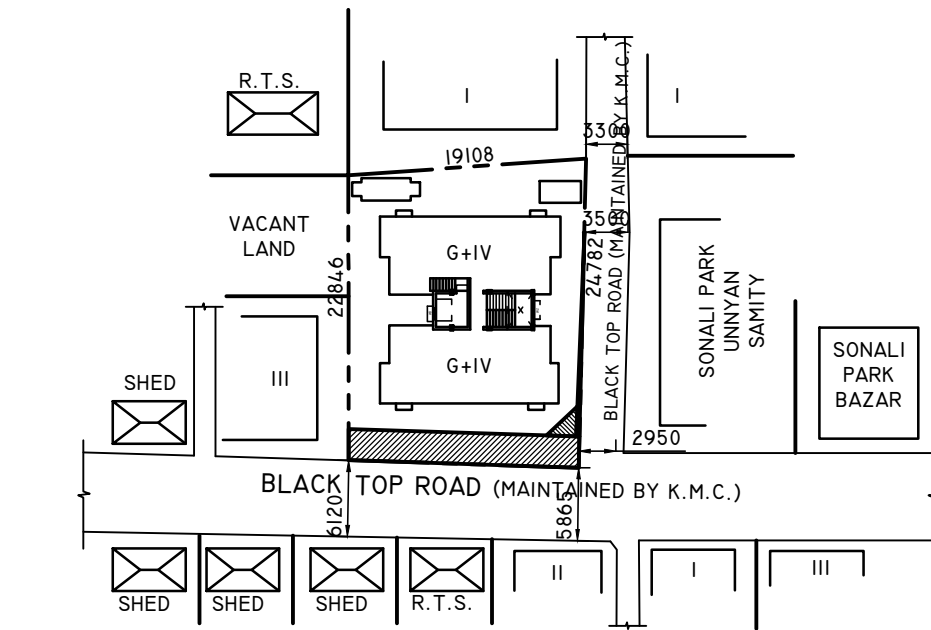 R.T.S.
I
I
3300
19108
VACANT
LAND
G+IV
3500
22846
24782
BLACK TOP ROAD (MAINTAINED BY K.M.C.)
SONALI PARK
UNNYAN
SAMITY
SONALI
PARK
BAZAR
III
G+IV
SHED
2950
BLACK TOP ROAD (MAINTAINED BY K.M.C.)
6120
5865
SHED
SHED
SHED
R.T.S.
II
I
III